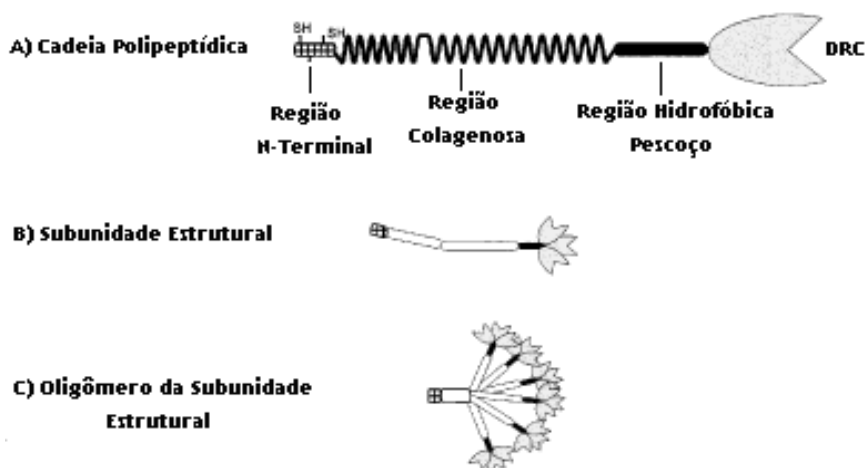 SH
SH
A) Cadeia Polipeptídica
DRC
Região
N-Terminal
Região
Colagenosa
Região Hidrofóbica
Pescoço
B) Subunidade Estrutural
C) Oligômero da Subunidade
Estrutural